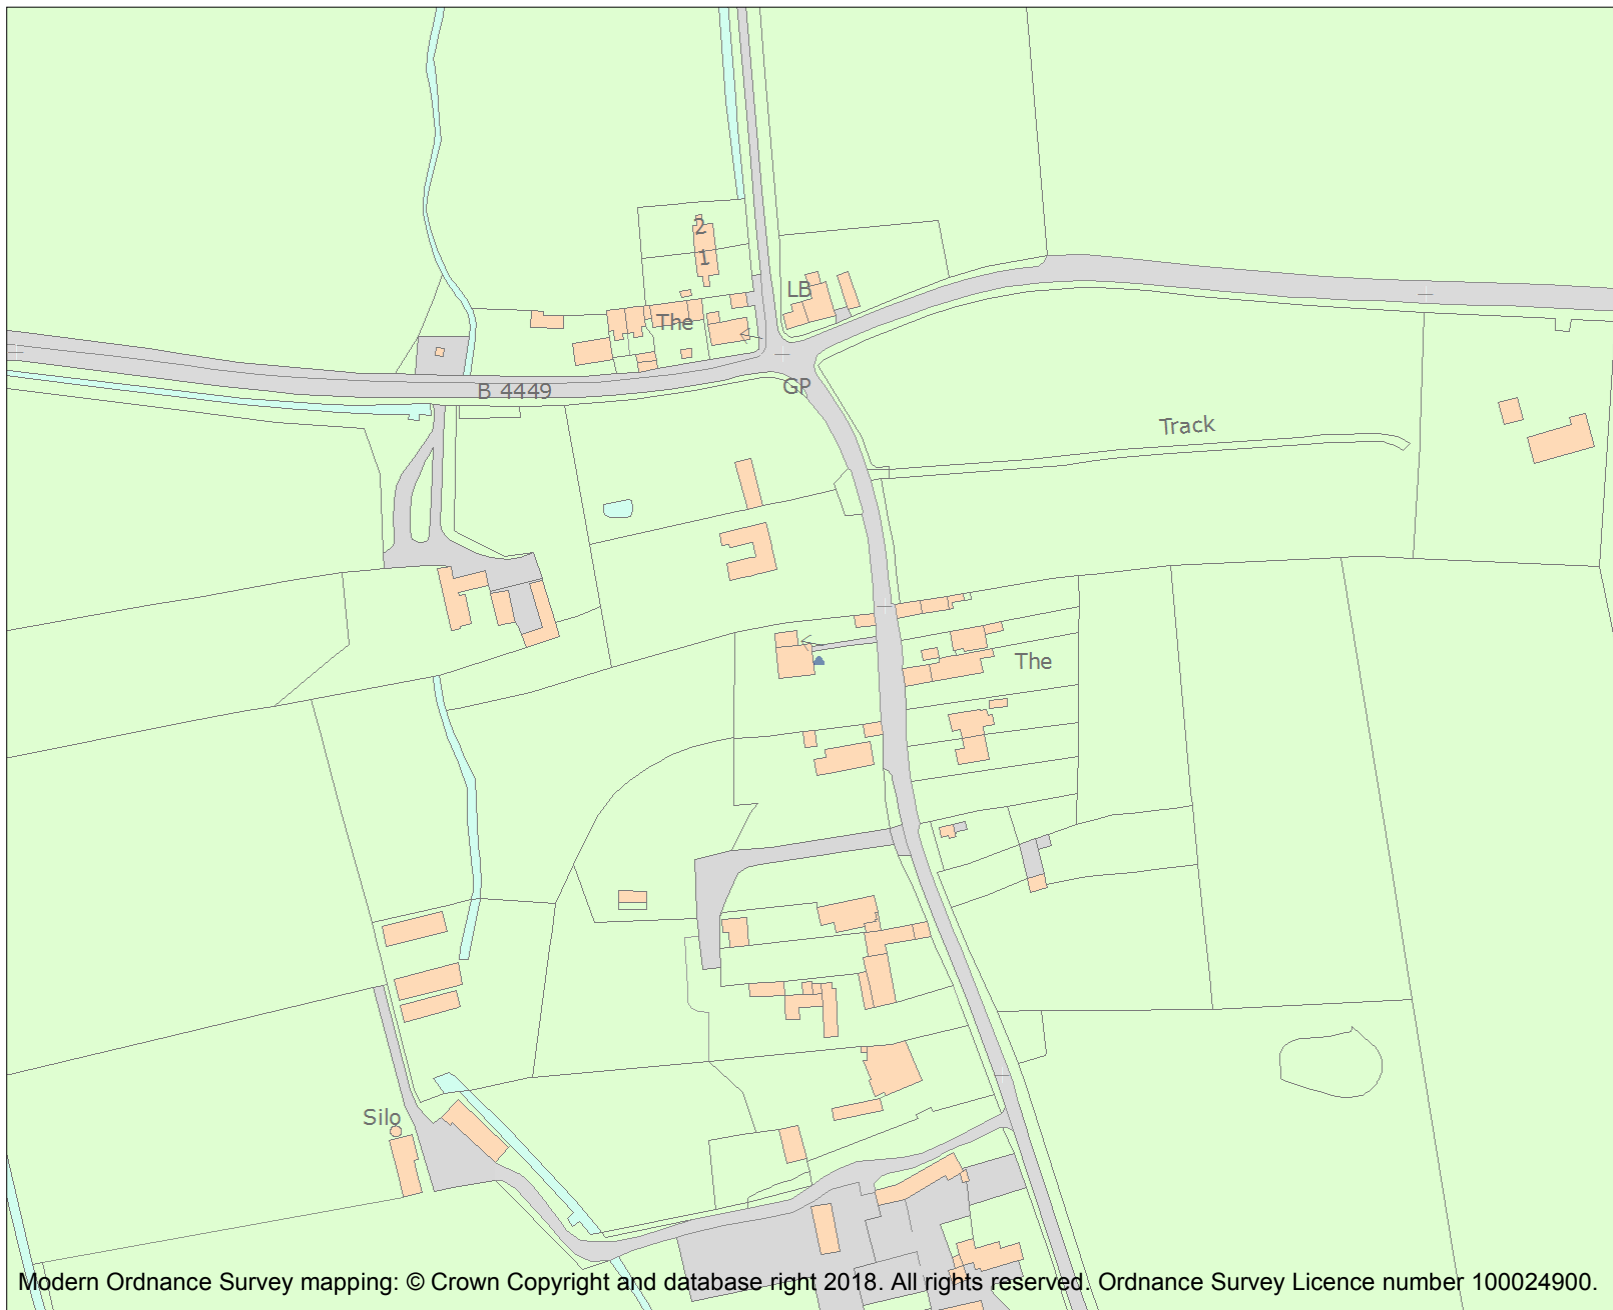 2
1
LB
The
B 4449
GP
Track
The
Silo
Modern Ordnance Survey mapping: © Crown Copyright and database right 2018. All rights reserved. Ordnance Survey Licence number 100024900.